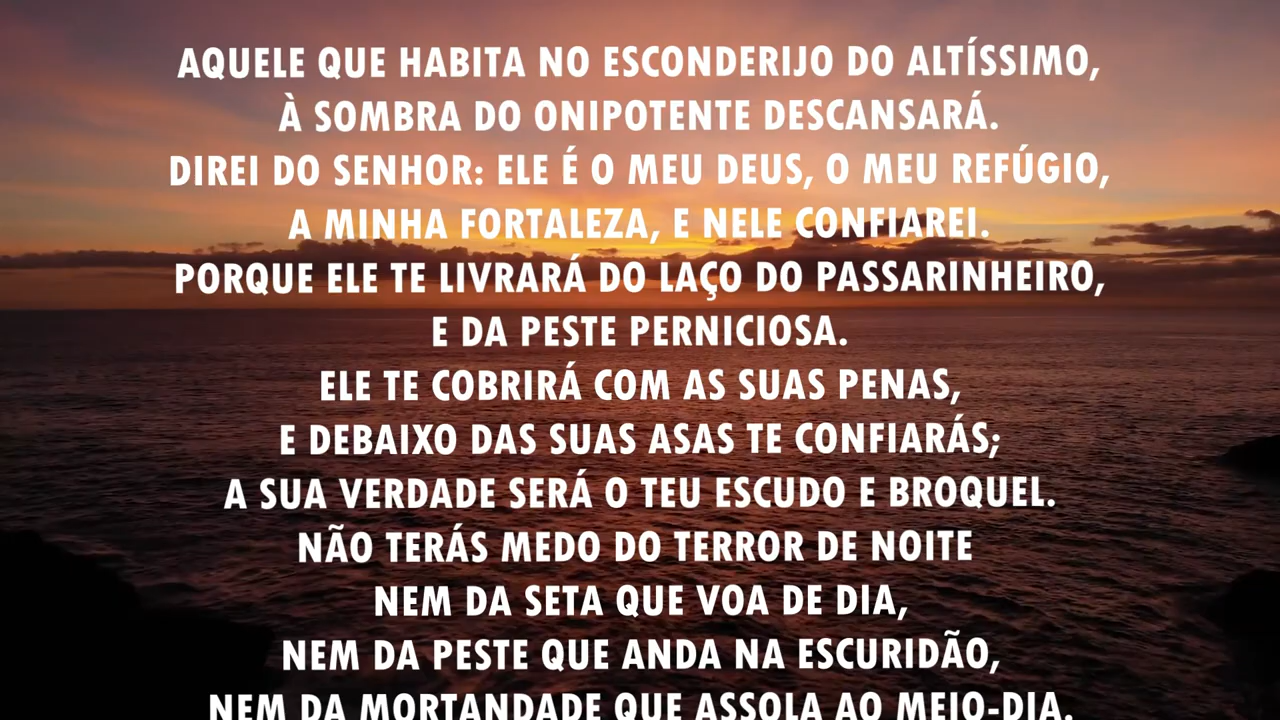 AQUELE QUE HABITA NO ESCONDERIJO DO ALTÍSSIMO,
À SOMBRA DO ONIPOTENTE DESCANSARÁ.
DIREI DO SENHOR: ELE É O MEU DEUS, O MEU REFÚGIO,
A MINHA FORTALEZA, E NELE CONFIAREI.
PORQUE ELE TE LIVRARÁ DO LAÇO DO PASSARINHEIRO,
E DA PESTE PERNICIOSA.
ELE TE COBRIRÁ COM AS SUAS PENAS,
E DEBAIXO DAS SUAS ASAS TE CONFIARÁS;
A SUA VERDADE SERÁ O TEU ESCUDO E BROQUEL.
NÃO TERÁS MEDO DO TERROR DE NOITE
NEM DA SETA QUE VOA DE DIA,
NEM DA PESTE QUE ANDA NA ESCURIDÃO,
NEM DA MORTANDADE QUE ASSOLA AO MEIO-DIA.